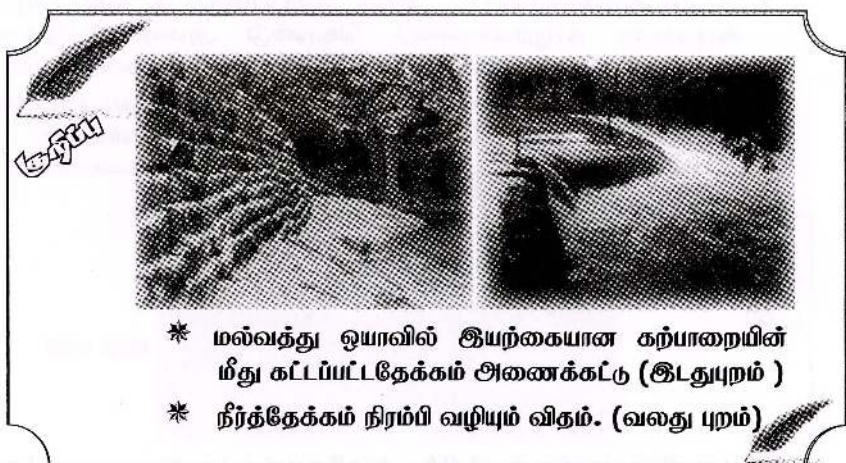 குறிப்பு
✷ மல்வத்து ஓயாவில் இயற்கையான கற்பாறையின்
மீது கட்டப்பட்டதேக்கம் அணைக்கட்டு (இடதுபுறம் )
✷ நீர்த்தேக்கம் நிரம்பி வழியும் விதம். (வலது புறம்)